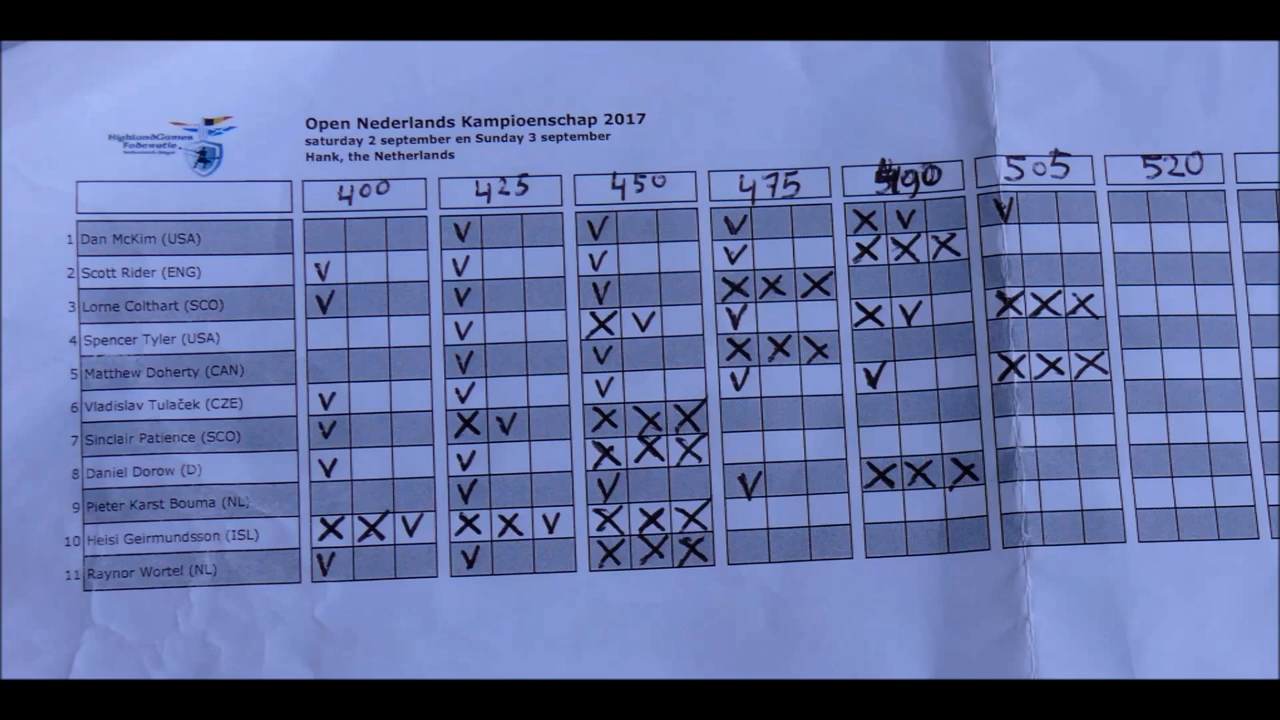 HighlandGames
Federatie
Open Nederlands Kampioenschap 2017
saturday 2 september en Sunday 3 september
Hank, the Netherlands
400 425 450 475 490 505 520
1 Dan McKim (USA) V V V X V V
2 Scott Rider (ENG) V V V V X X X
3 Lorne Colthart (SCO) V V V X X X
4 Spencer Tyler (USA) V X V V X V X X X
5 Matthew Doherty (CAN) V V X X X
6 Vladislav Tulaček (CZE) V V V V V X X X
7 Sinclair Patience (SCO) V X V X X X
8 Daniel Dorow (D) V V X X X
9 Pieter Karst Bouma (NL) V V V X X X
10 Heisi Geirmundsson (ISL) X X V X X V X X X
11 Raynor Wortel (NL) V V X X X